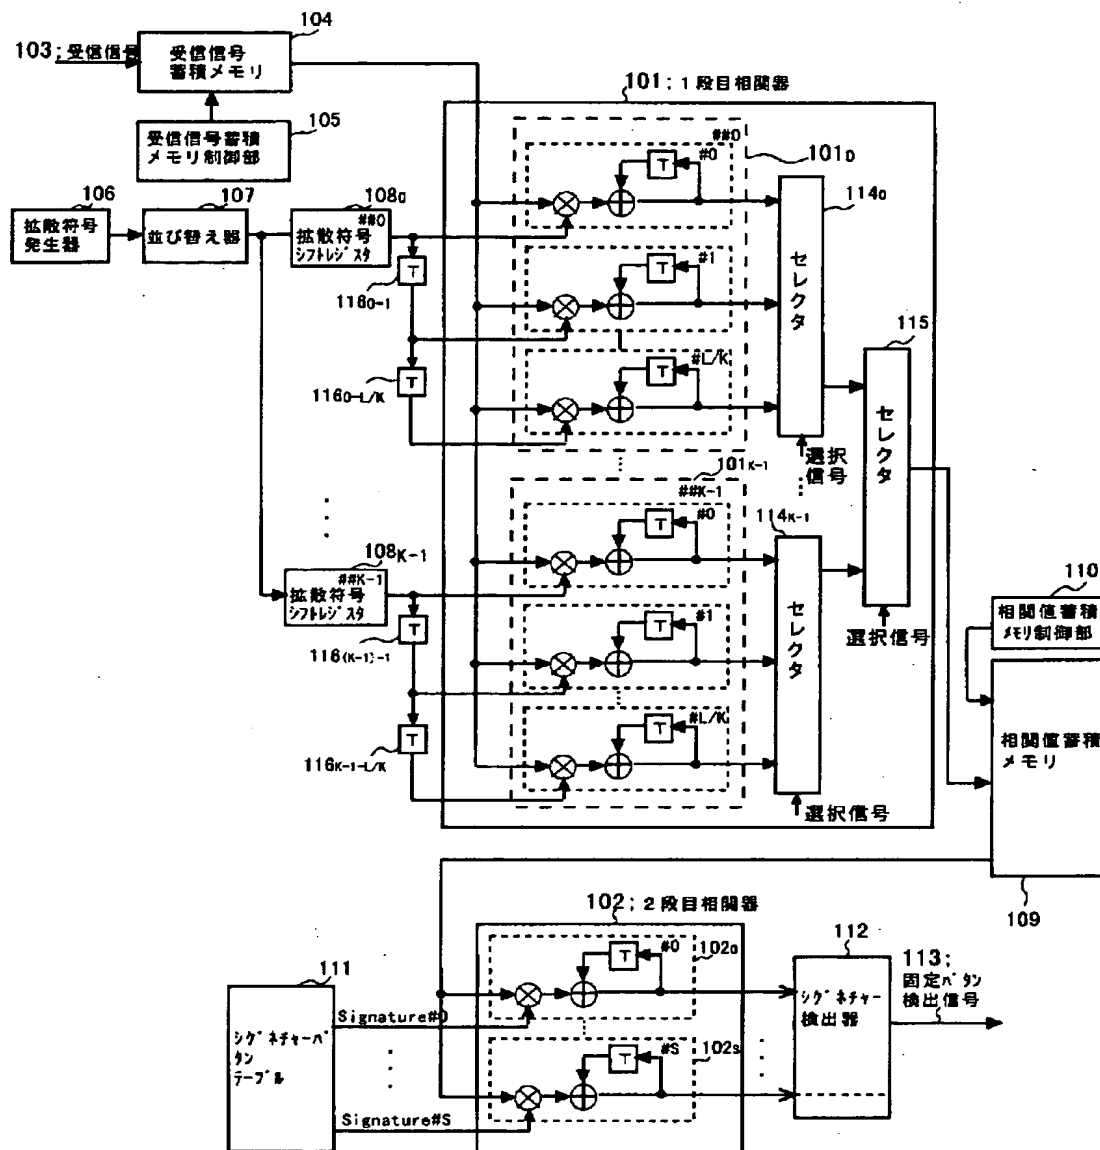 104
103;受信信号
受信信号
蓄積メモリ
105
受信信号蓄積
メモリ制御部
101;1段目相関器
##0
101₀
#0
T
106
拡散符号
発生器
107
並び替え器
108₀
##0
拡散符号
シフトレジスタ
T
116₀₋₁
T
116₀₋L/K
#1
T
#L/K
T
114₀
セレクタ
選択
信号
115
セレクタ
選択信号
101K-1
##K-1
#0
T
108K-1
##K-1
拡散符号
シフトレジスタ
T
116(K-1)-1
T
116K-1-L/K
#1
T
#L/K
T
114K-1
セレクタ
選択信号
110
相関値蓄積
メモリ制御部
相関値蓄積
メモリ
109
102;2段目相関器
#0
102₀
T
#S
102s
T
111
シグネチャーパ
タン
テーブル
Signature#0
Signature#S
112
シグネチャー
検出器
113;
固定パタン
検出信号